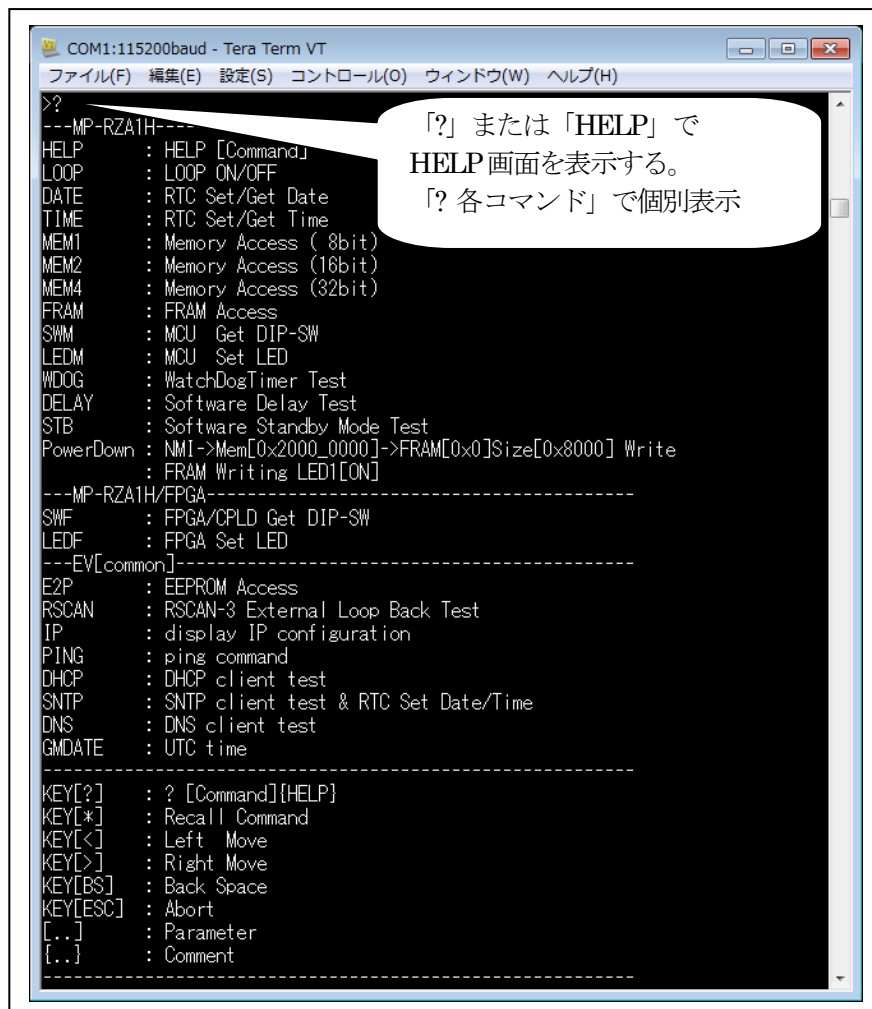 COM1:115200baud - Tera Term VT
ファイル(F) 編集(E) 設定(S) コントロール(O) ウィンドウ(W) ヘルプ(H)
>?
---MP-RZA1H----
「?」または「HELP」で
HELP画面を表示する。
「? 各コマンド」で個別表示
HELP : HELP [Command]
LOOP : LOOP ON/OFF
DATE : RTC Set/Get Date
TIME : RTC Set/Get Time
MEM1 : Memory Access ( 8bit)
MEM2 : Memory Access (16bit)
MEM4 : Memory Access (32bit)
FRAM : FRAM Access
SWM : MCU  Get DIP-SW
LEDM : MCU  Set LED
WDOG : WatchDogTimer Test
DELAY : Software Delay Test
STB : Software Standby Mode Test
PowerDown : NMI->Mem[0x2000_0000]->FRAM[0x0]Size[0x8000] Write
: FRAM Writing LED1[ON]
---MP-RZA1H/FPGA------------------------------------------
SWF : FPGA/CPLD Get DIP-SW
LEDF : FPGA Set LED
---EV[common]---------------------------------------------
E2P : EEPROM Access
RSCAN : RSCAN-3 External Loop Back Test
IP : display IP configuration
PING : ping command
DHCP : DHCP client test
SNTP : SNTP client test & RTC Set Date/Time
DNS : DNS client test
GMDATE : UTC time
----------------------------------------------------------
KEY[?] : ? [Command]{HELP}
KEY[*] : Recall Command
KEY[<] : Left  Move
KEY[>] : Right Move
KEY[BS] : Back Space
KEY[ESC] : Abort
[..] : Parameter
{..} : Comment
----------------------------------------------------------